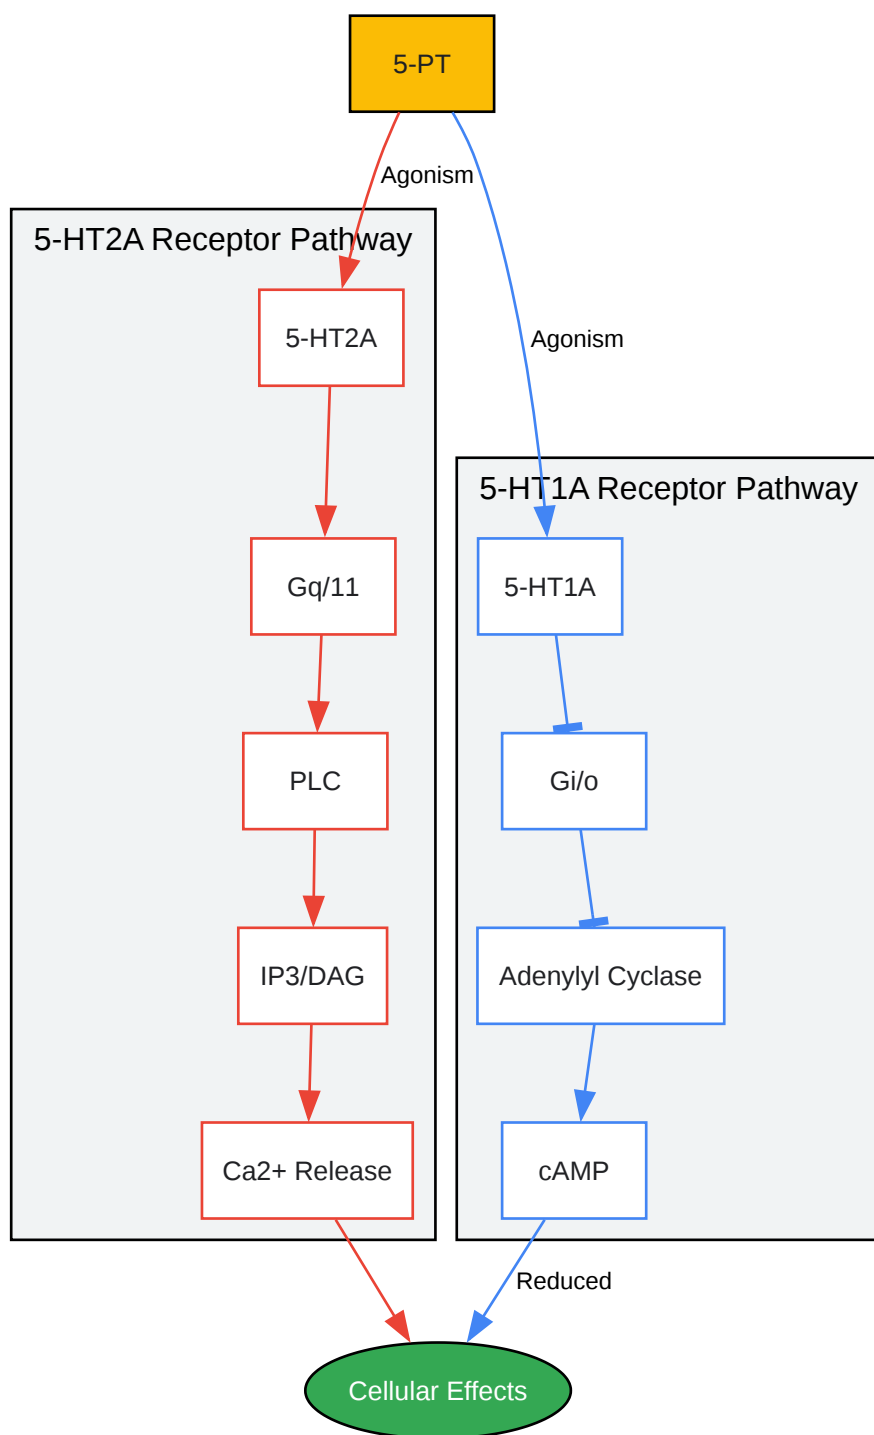 5-PT
Agonism
5-HT2A Receptor Pathway
5-HT2A
Agonism
5-HT1A Receptor Pathway
Gq/11
5-HT1A
PLC
Gi/o
IP3/DAG
Adenylyl Cyclase
Ca2+ Release
cAMP
Reduced
Cellular Effects